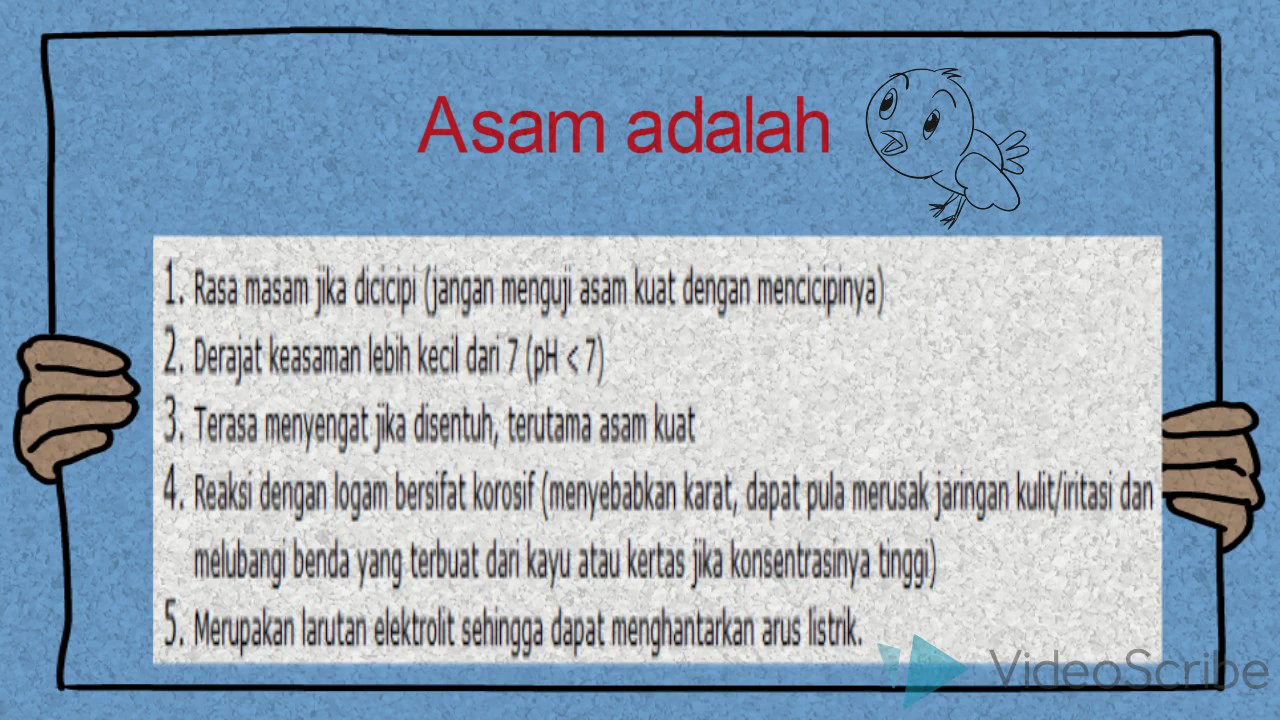 Asam adalah
1. Rasa masam jika dicicipi (jangan menguji asam kuat dengan mencicipinya)
2. Derajat keasaman lebih kecil dari 7 (pH < 7)
3. Terasa menyengat jika disentuh, terutama asam kuat
4. Reaksi dengan logam bersifat korosif (menyebabkan karat, dapat pula merusak jaringan kulit/iritasi dan
melubangi benda yang terbuat dari kayu atau kertas jika konsentrasinya tinggi)
5. Merupakan larutan elektrolit sehingga dapat menghantarkan arus listrik.
VideoScribe